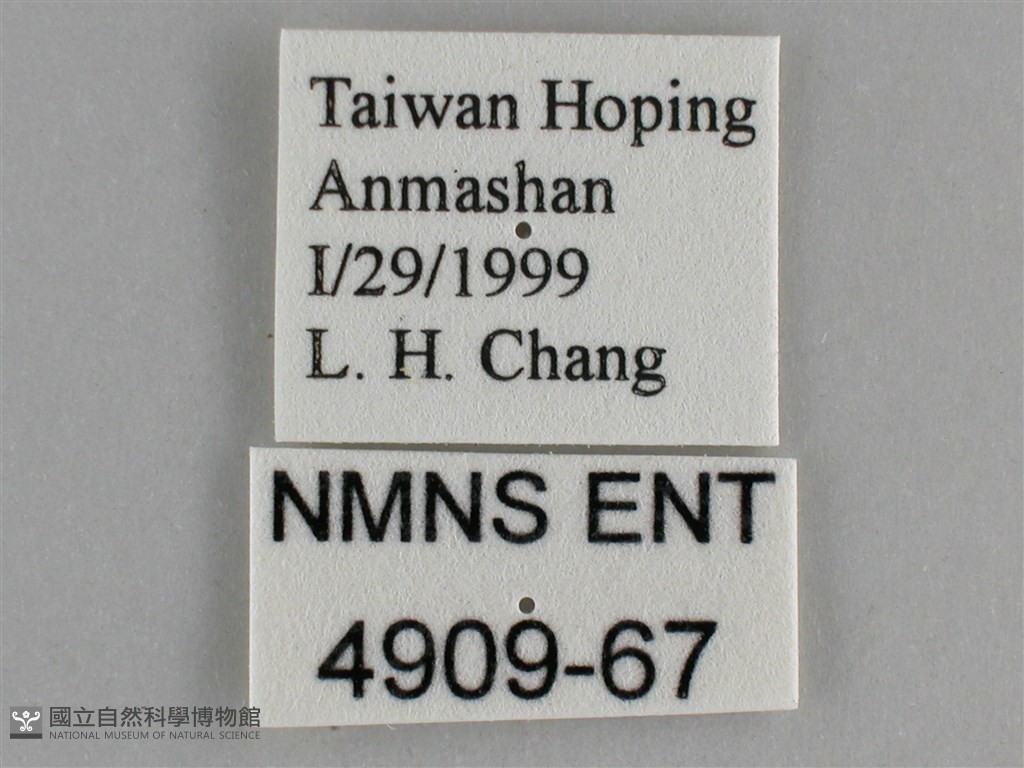 Taiwan Hoping
Anmashan
I/29/1999
L. H. Chang
NMNS ENT
4909-67
國立自然科學博物館
NATIONAL MUSEUM OF NATURAL SCIENCE